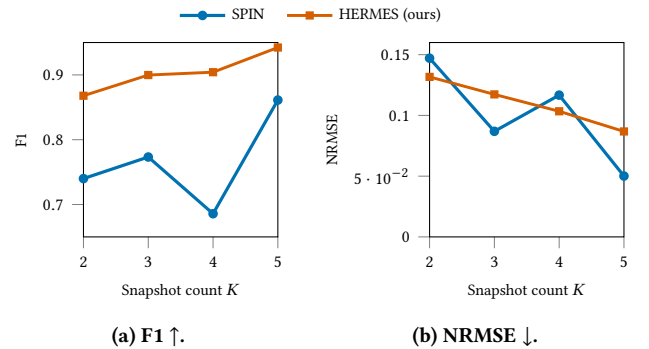 SPIN HERMES (ours)
0.9
0.8
0.7
F1
2 3 4 5
Snapshot count K
(a) F1 ↑.
0.15
0.1
5 · 10⁻²
0
NRMSE
2 3 4 5
Snapshot count K
(b) NRMSE ↓.